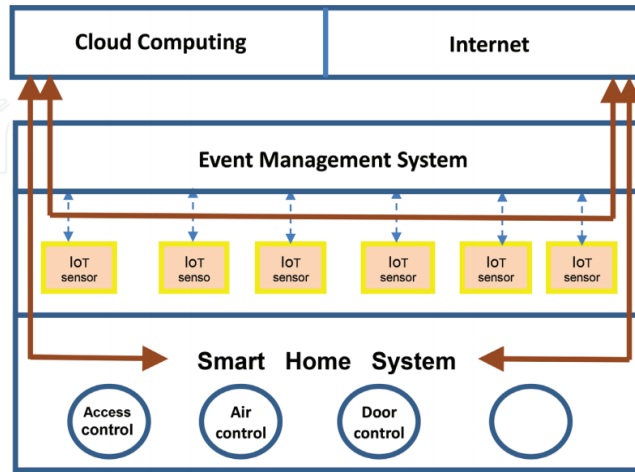 Cloud Computing
Internet
Event Management System
IoT
sensor
IoT
senso
IoT
sensor
IoT
sensor
IoT
sensor
IoT
sensor
Smart Home System
Access
control
Air
control
Door
control